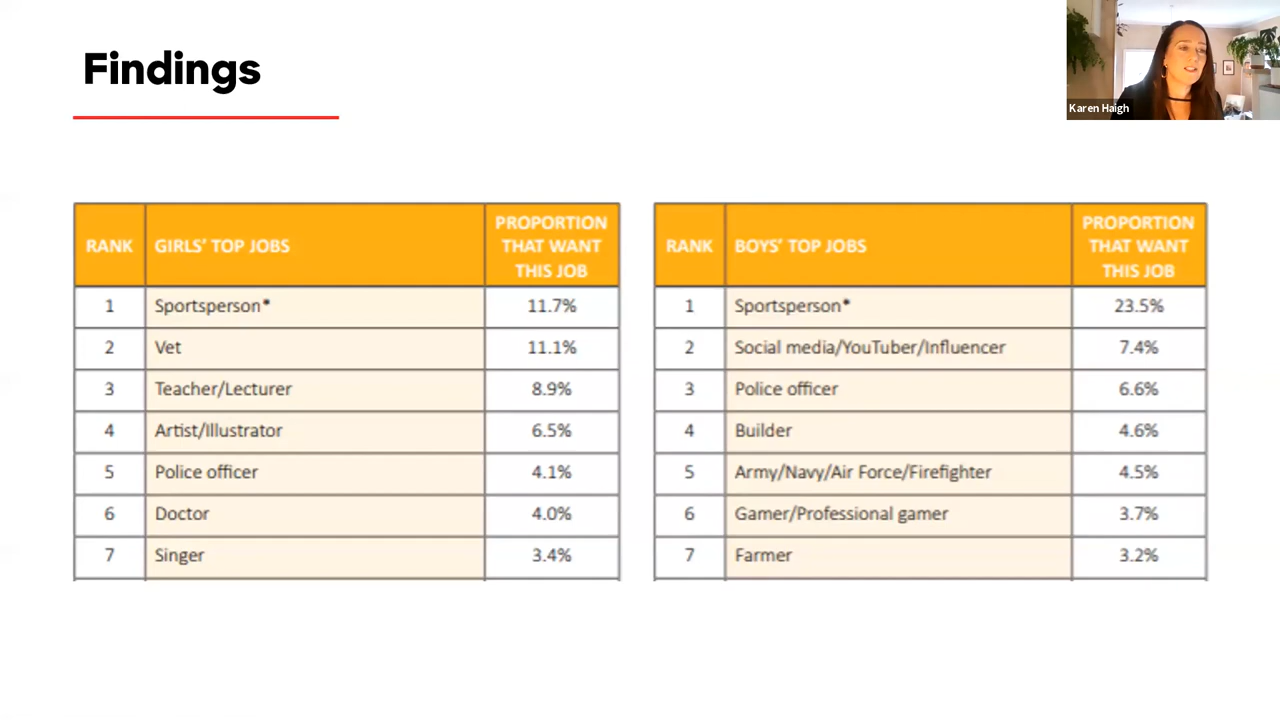 Findings
Karen Haigh
RANK GIRLS' TOP JOBS PROPORTION THAT WANT THIS JOB
1 Sportsperson* 11.7%
2 Vet 11.1%
3 Teacher/Lecturer 8.9%
4 Artist/Illustrator 6.5%
5 Police officer 4.1%
6 Doctor 4.0%
7 Singer 3.4%
RANK BOYS' TOP JOBS PROPORTION THAT WANT THIS JOB
1 Sportsperson* 23.5%
2 Social media/YouTuber/Influencer 7.4%
3 Police officer 6.6%
4 Builder 4.6%
5 Army/Navy/Air Force/Firefighter 4.5%
6 Gamer/Professional gamer 3.7%
7 Farmer 3.2%